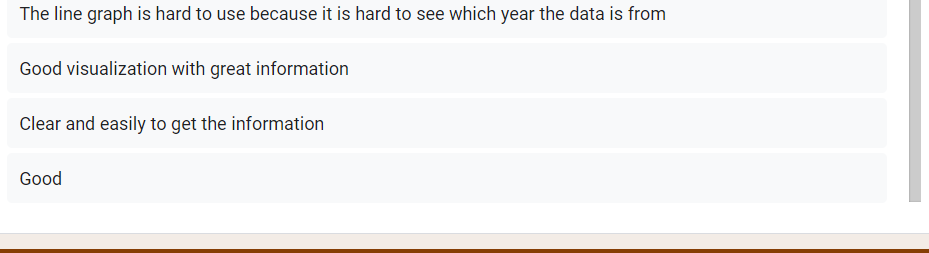 The line graph is hard to use because it is hard to see which year the data is from
Good visualization with great information
Clear and easily to get the information
Good